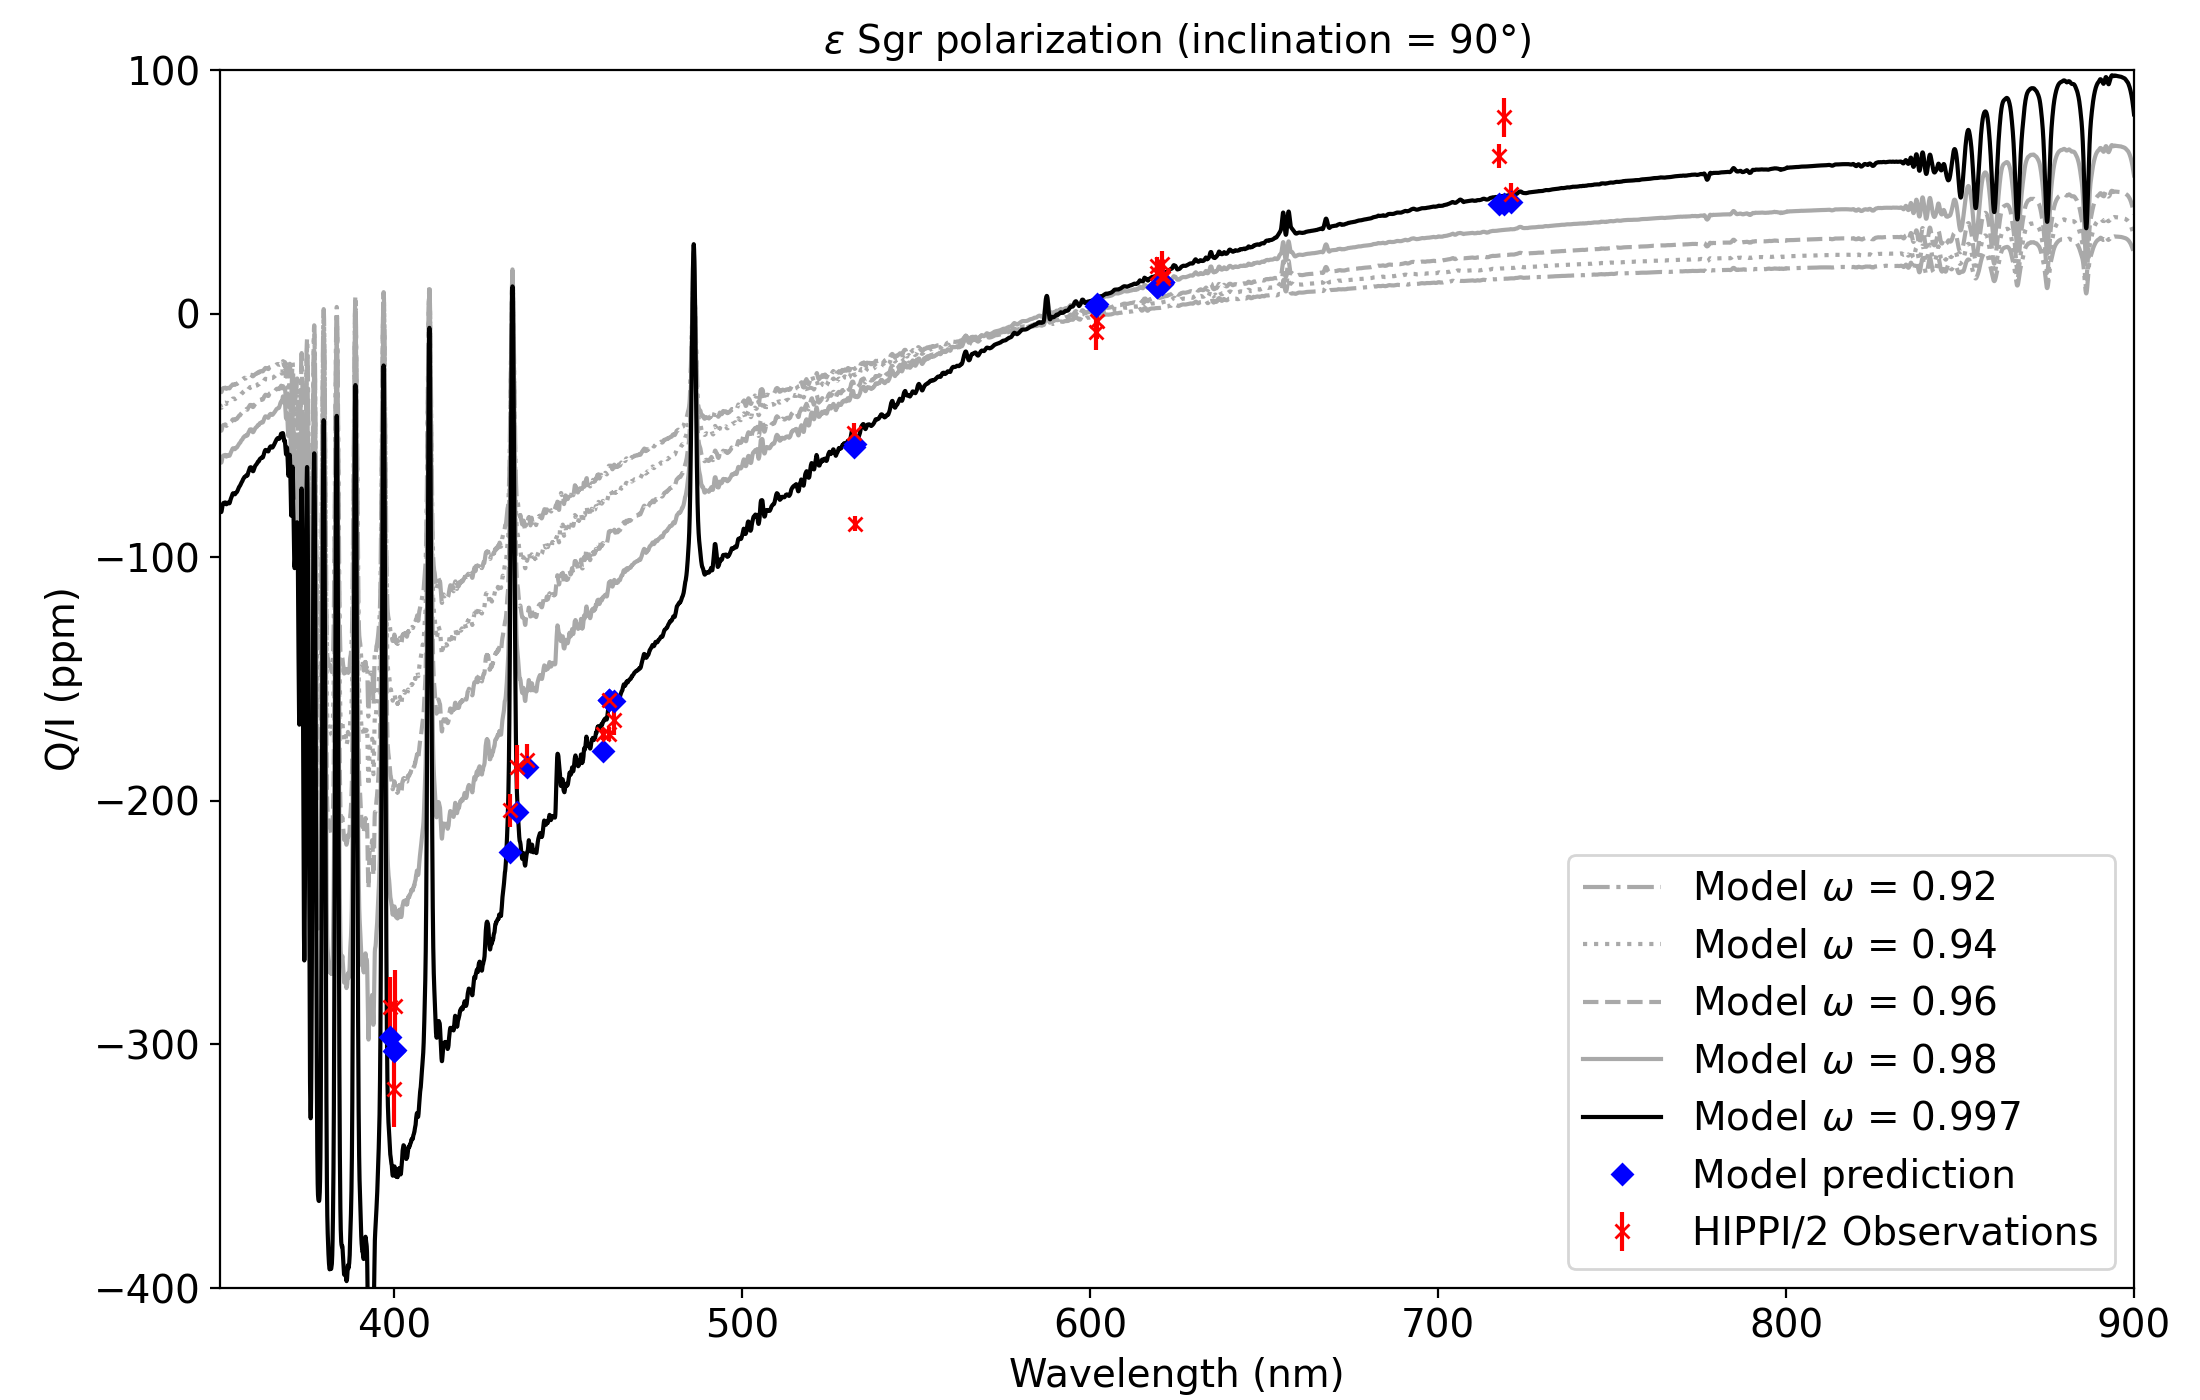 ε Sgr polarization (inclination = 90°)
100
0
−100
−200
−300
−400
Q/I (ppm)
Model ω = 0.92
Model ω = 0.94
Model ω = 0.96
Model ω = 0.98
Model ω = 0.997
Model prediction
HIPPI/2 Observations
400 500 600 700 800 900
Wavelength (nm)